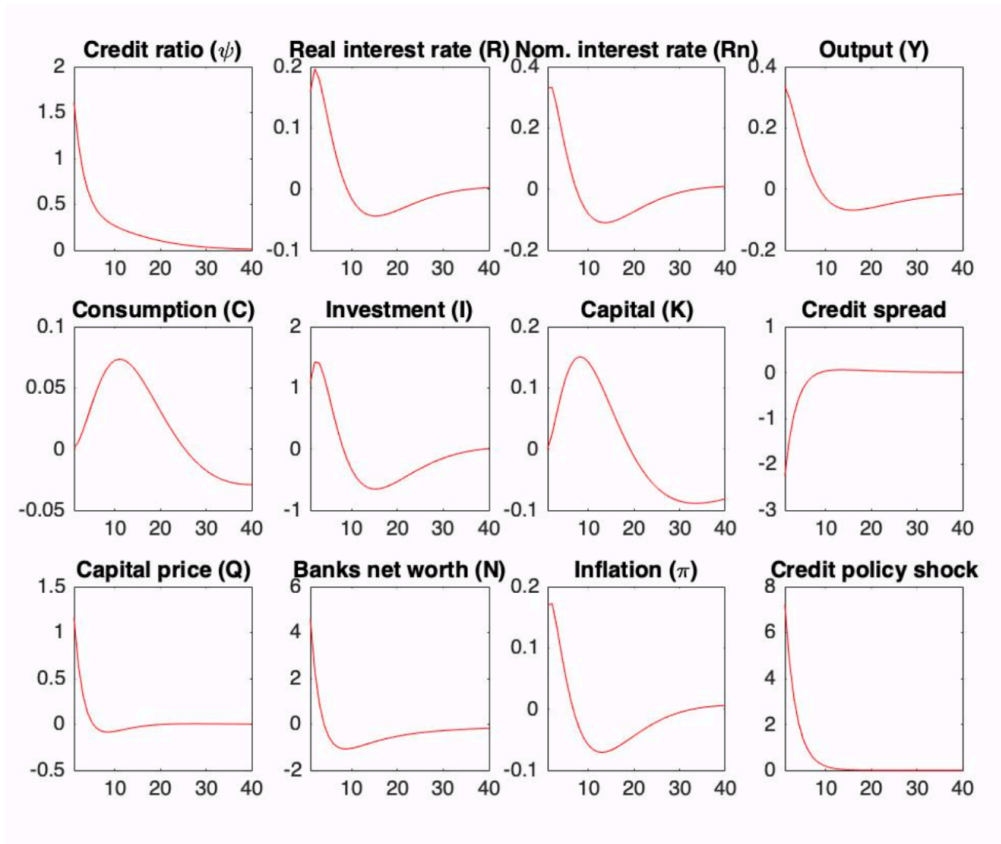 Credit ratio (ψ) Real interest rate (R) Nom. interest rate (Rn) Output (Y)
2 0.2 0.4 0.4
1.5 0.1 0.2 0.2
1 0 0 0
0.5
0 -0.1 -0.2 -0.2
10 20 30 40 10 20 30 40 10 20 30 40 10 20 30 40
Consumption (C) Investment (I) Capital (K) Credit spread
0.1 2 0.2 1
0.05 1 0.1 0
0 0 0 -1
-2
-0.05 -1 -0.1 -3
10 20 30 40 10 20 30 40 10 20 30 40 10 20 30 40
Capital price (Q) Banks net worth (N) Inflation (π) Credit policy shock
1.5 6 0.2 8
1 4 0.1 6
0.5 2 4
0 0 0 2
-0.5 -2 -0.1 0
10 20 30 40 10 20 30 40 10 20 30 40 10 20 30 40